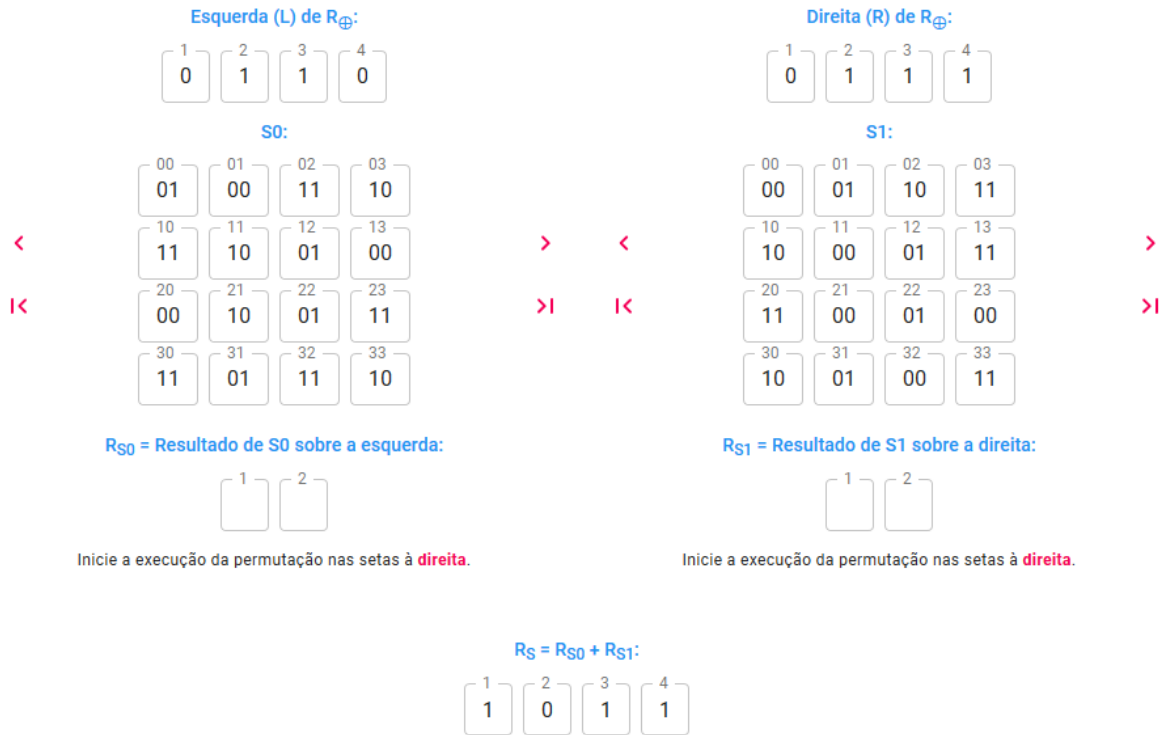 Esquerda (L) de R⊕: Direita (R) de R⊕:
1 2 3 4 1 2 3 4
0 1 1 0 0 1 1 1
S0: S1:
00 01 02 03 00 01 02 03
01 00 11 10 00 01 10 11
10 11 12 13 10 11 12 13
11 10 01 00 10 00 01 11
20 21 22 23 20 21 22 23
00 10 01 11 11 00 01 00
30 31 32 33 30 31 32 33
11 01 11 10 10 01 00 11
RS0 = Resultado de S0 sobre a esquerda: RS1 = Resultado de S1 sobre a direita:
1 2 1 2
Inicie a execução da permutação nas setas à direita. Inicie a execução da permutação nas setas à direita.
RS = RS0 + RS1:
1 2 3 4
1 0 1 1